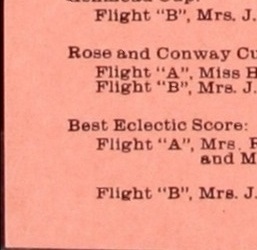 Flight "B", Mrs. J.
Rose and Conway Cu
Flight "A", Miss
Flight "B", Mrs. J.
Best Eclectic Score:
Flight "A", Mrs.
and M
Flight "B", Mrs. J.